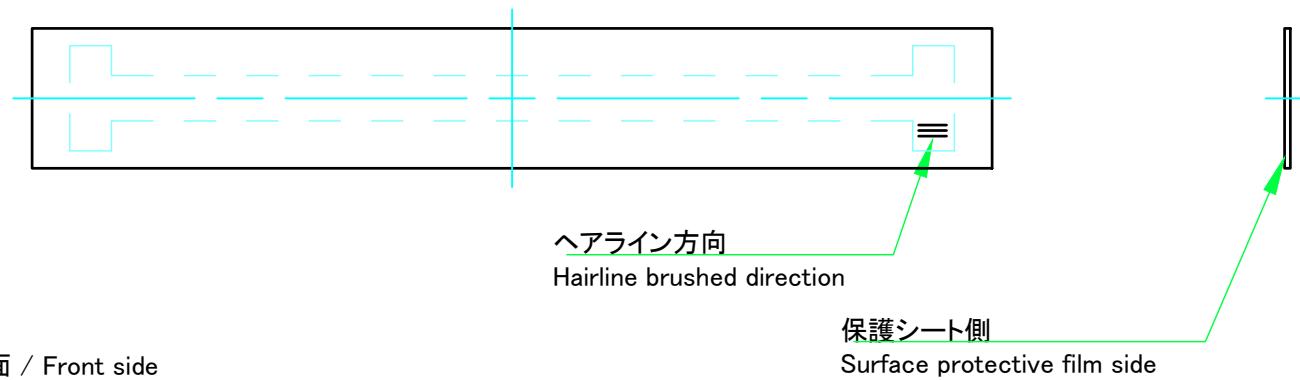 ヘアライン方向
Hairline brushed direction
保護シート側
Surface protective film side
面 / Front side